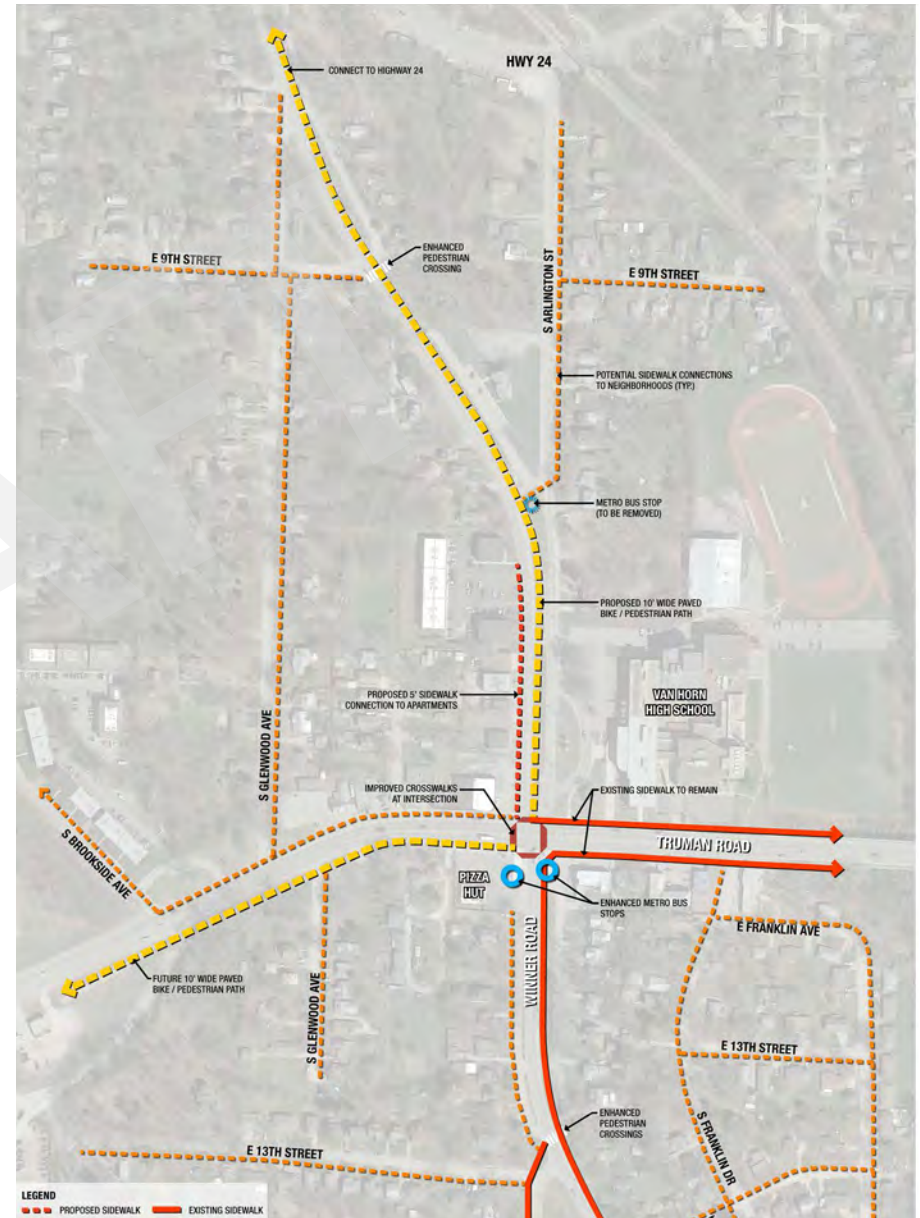 HWY 24
CONNECT TO HIGHWAY 24
ENHANCED
PEDESTRIAN
CROSSING
E 9TH STREET
S ARLINGTON ST
E 9TH STREET
POTENTIAL SIDEWALK CONNECTIONS
TO NEIGHBORHOODS (TYP.)
METRO BUS STOP
(TO BE REMOVED)
PROPOSED 10' WIDE PAVED
BIKE / PEDESTRIAN PATH
PROPOSED 5' SIDEWALK
CONNECTION TO APARTMENTS
VAN HORN
HIGH SCHOOL
S GLENWOOD AVE
IMPROVED CROSSWALKS
AT INTERSECTION
EXISTING SIDEWALK TO REMAIN
TRUMAN ROAD
S BROOKSIDE AVE
PIZZA
HUT
ENHANCED METRO BUS
STOPS
E FRANKLIN AVE
WINNER ROAD
FUTURE 10' WIDE PAVED
BIKE / PEDESTRIAN PATH
S GLENWOOD AVE
E 13TH STREET
ENHANCED
PEDESTRIAN
CROSSINGS
S FRANKLIN DR
E 13TH STREET
LEGEND
PROPOSED SIDEWALK
EXISTING SIDEWALK